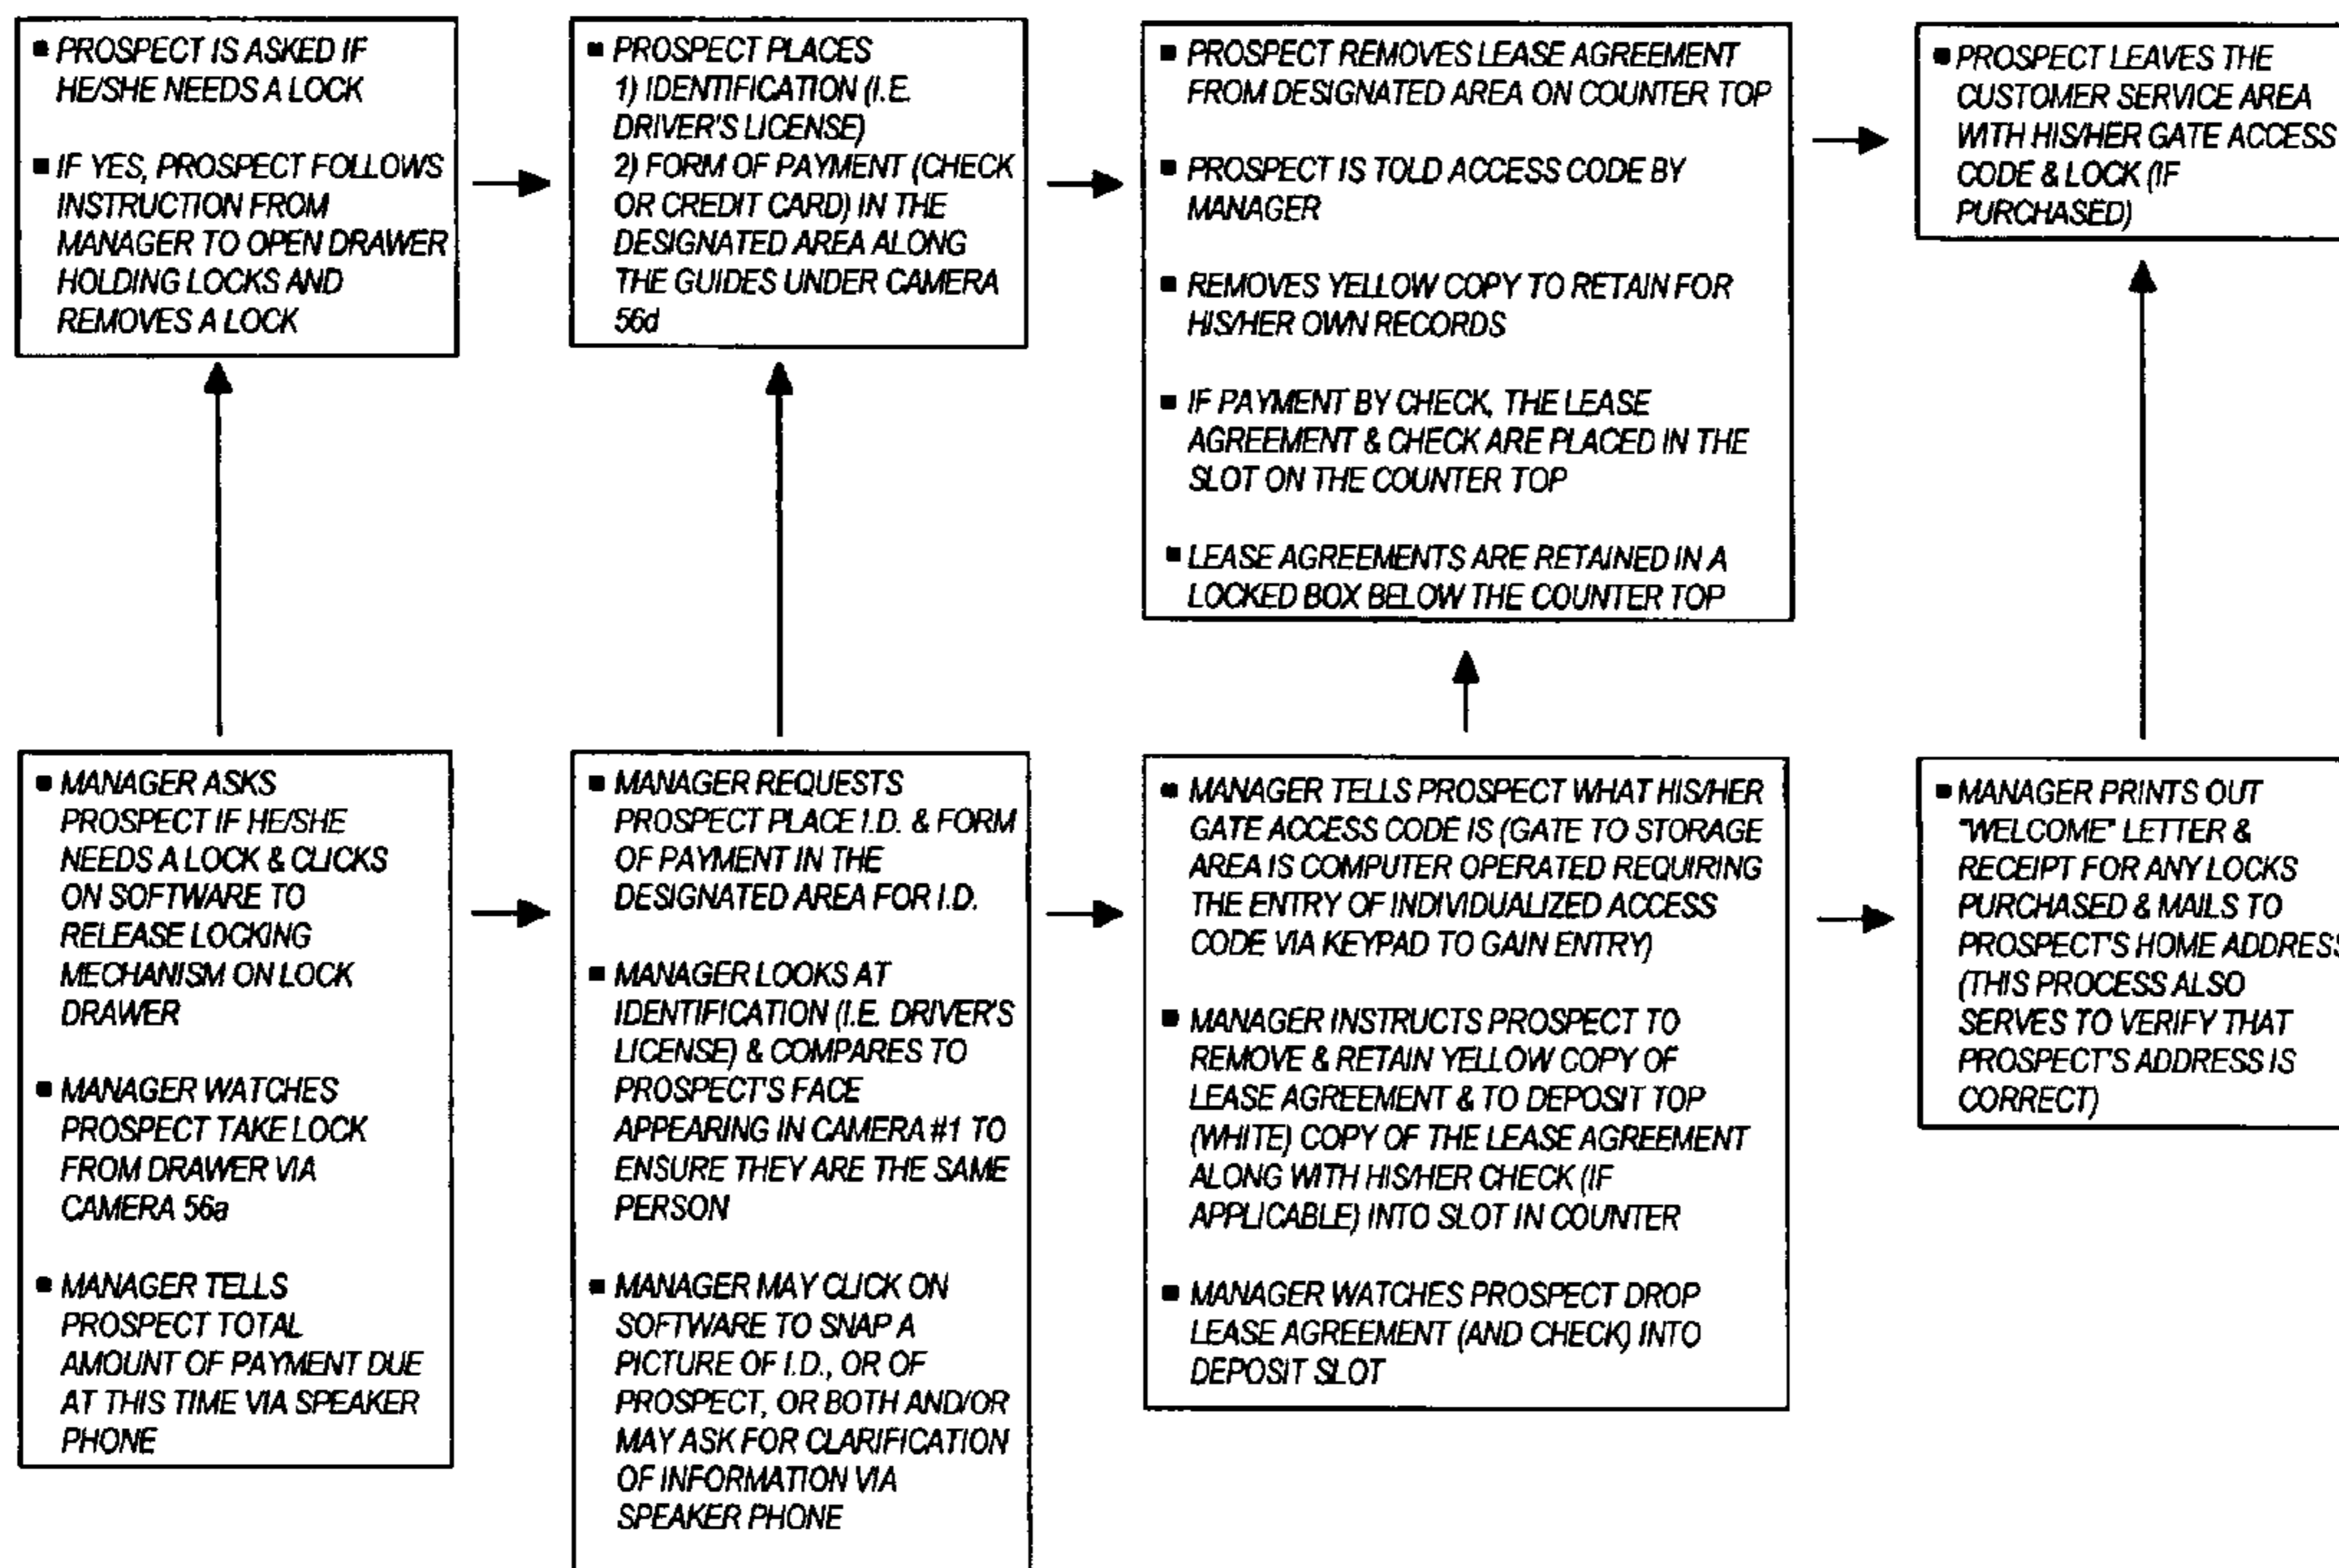 ▪ PROSPECT IS ASKED IF
HE/SHE NEEDS A LOCK
▪ IF YES, PROSPECT FOLLOWS
INSTRUCTION FROM
MANAGER TO OPEN DRAWER
HOLDING LOCKS AND
REMOVES A LOCK
▪ PROSPECT PLACES
1) IDENTIFICATION (I.E.
DRIVER'S LICENSE)
2) FORM OF PAYMENT (CHECK
OR CREDIT CARD) IN THE
DESIGNATED AREA ALONG
THE GUIDES UNDER CAMERA
56d
▪ PROSPECT REMOVES LEASE AGREEMENT
FROM DESIGNATED AREA ON COUNTER TOP
▪ PROSPECT IS TOLD ACCESS CODE BY
MANAGER
▪ REMOVES YELLOW COPY TO RETAIN FOR
HIS/HER OWN RECORDS
▪ IF PAYMENT BY CHECK, THE LEASE
AGREEMENT & CHECK ARE PLACED IN THE
SLOT ON THE COUNTER TOP
▪ LEASE AGREEMENTS ARE RETAINED IN A
LOCKED BOX BELOW THE COUNTER TOP
▪ PROSPECT LEAVES THE
CUSTOMER SERVICE AREA
WITH HIS/HER GATE ACCESS
CODE & LOCK (IF
PURCHASED)
▪ MANAGER ASKS
PROSPECT IF HE/SHE
NEEDS A LOCK & CLICKS
ON SOFTWARE TO
RELEASE LOCKING
MECHANISM ON LOCK
DRAWER
▪ MANAGER WATCHES
PROSPECT TAKE LOCK
FROM DRAWER VIA
CAMERA 56a
▪ MANAGER TELLS
PROSPECT TOTAL
AMOUNT OF PAYMENT DUE
AT THIS TIME VIA SPEAKER
PHONE
▪ MANAGER REQUESTS
PROSPECT PLACE I.D. & FORM
OF PAYMENT IN THE
DESIGNATED AREA FOR I.D.
▪ MANAGER LOOKS AT
IDENTIFICATION (I.E. DRIVER'S
LICENSE) & COMPARES TO
PROSPECT'S FACE
APPEARING IN CAMERA #1 TO
ENSURE THEY ARE THE SAME
PERSON
▪ MANAGER MAY CLICK ON
SOFTWARE TO SNAP A
PICTURE OF I.D., OR OF
PROSPECT, OR BOTH AND/OR
MAY ASK FOR CLARIFICATION
OF INFORMATION VIA
SPEAKER PHONE
▪ MANAGER TELLS PROSPECT WHAT HIS/HER
GATE ACCESS CODE IS (GATE TO STORAGE
AREA IS COMPUTER OPERATED REQUIRING
THE ENTRY OF INDIVIDUALIZED ACCESS
CODE VIA KEYPAD TO GAIN ENTRY)
▪ MANAGER INSTRUCTS PROSPECT TO
REMOVE & RETAIN YELLOW COPY OF
LEASE AGREEMENT & TO DEPOSIT TOP
(WHITE) COPY OF THE LEASE AGREEMENT
ALONG WITH HIS/HER CHECK (IF
APPLICABLE) INTO SLOT IN COUNTER
▪ MANAGER WATCHES PROSPECT DROP
LEASE AGREEMENT (AND CHECK) INTO
DEPOSIT SLOT
▪ MANAGER PRINTS OUT
"WELCOME" LETTER &
RECEIPT FOR ANY LOCKS
PURCHASED & MAILS TO
PROSPECT'S HOME ADDRESS
(THIS PROCESS ALSO
SERVES TO VERIFY THAT
PROSPECT'S ADDRESS IS
CORRECT)